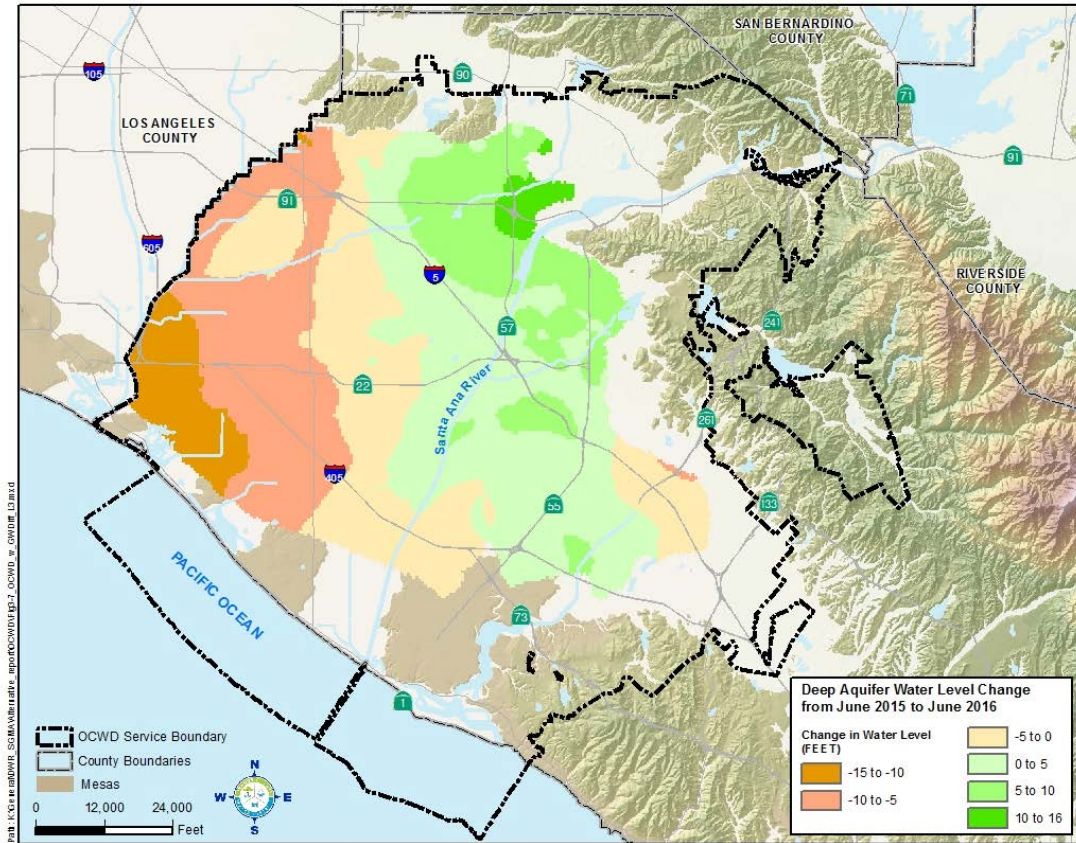 SAN BERNARDINO
COUNTY
105
90
71
LOS ANGELES
COUNTY
91
91
605
5
RIVERSIDE
COUNTY
241
57
22
Santa Ana River
261
405
133
55
PACIFIC OCEAN
73
1
OCWD Service Boundary
County Boundaries
Mesas
0 12,000 24,000
Feet
N
W E
S
Deep Aquifer Water Level Change
from June 2015 to June 2016
Change in Water Level
(FEET)
-15 to -10
-10 to -5
-5 to 0
0 to 5
5 to 10
10 to 16